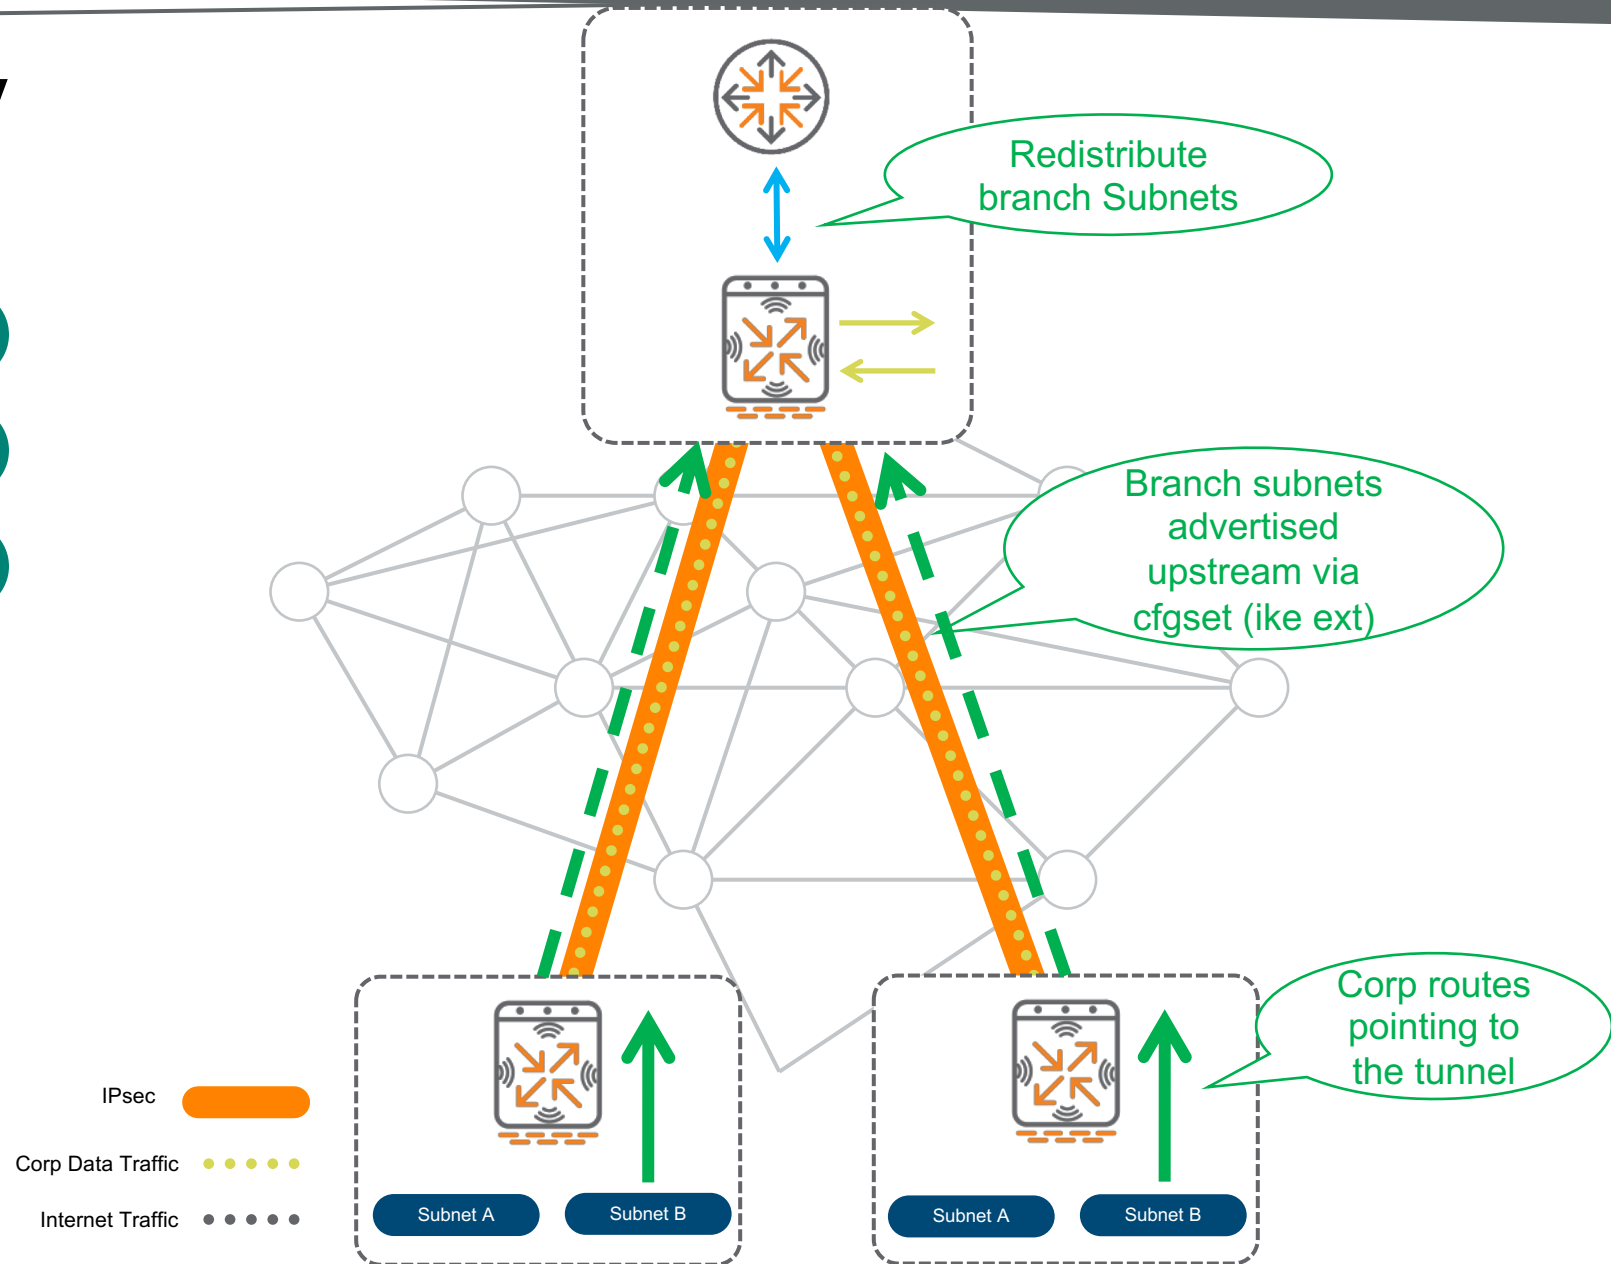 Redistribute
branch Subnets
Branch subnets
advertised
upstream via
cfgset (ike ext)
Corp routes
pointing to
the tunnel
IPsec
Corp Data Traffic
Internet Traffic
Subnet A
Subnet B
Subnet A
Subnet B